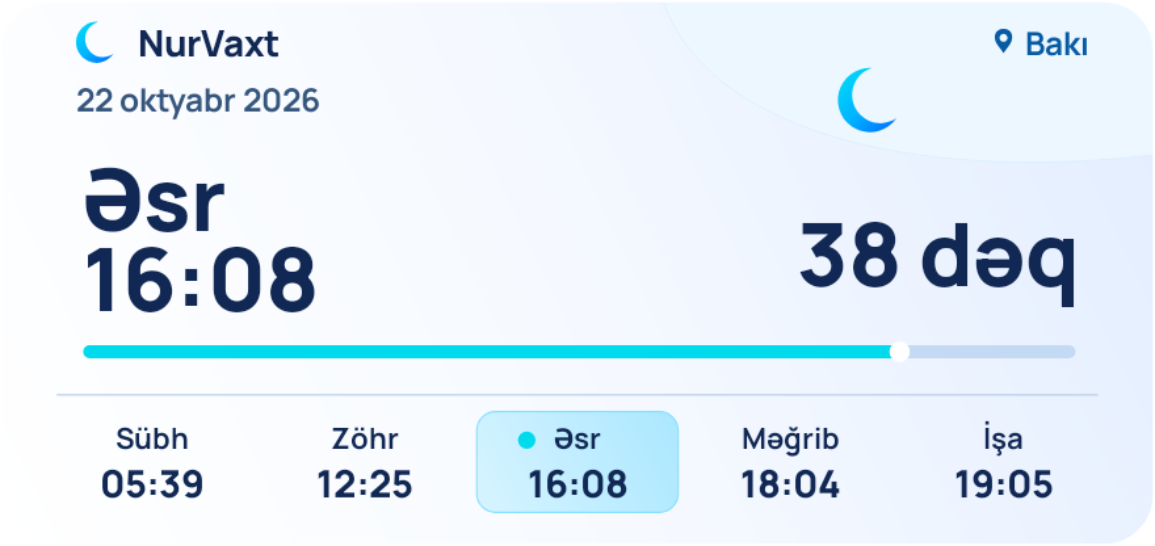 NurVaxt
Bakı
22 oktyabr 2026
Əsr
16:08
38 dəq
Sübh
05:39
Zöhr
12:25
Əsr
16:08
Məğrib
18:04
İşa
19:05